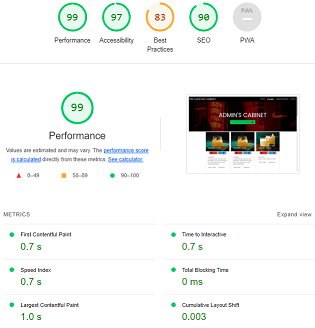 99 97 83 90
Performance Accessibility Best Practices SEO PWA
99
Performance
Values are estimated and may vary. The performance score
is calculated directly from these metrics. See calculator.
0–49 50–89 90–100
ADMIN'S CABINET
METRICS Expand view
First Contentful Paint Time to Interactive
0.7 s 0.7 s
Speed Index Total Blocking Time
0.7 s 0 ms
Largest Contentful Paint Cumulative Layout Shift
1.0 s 0.003